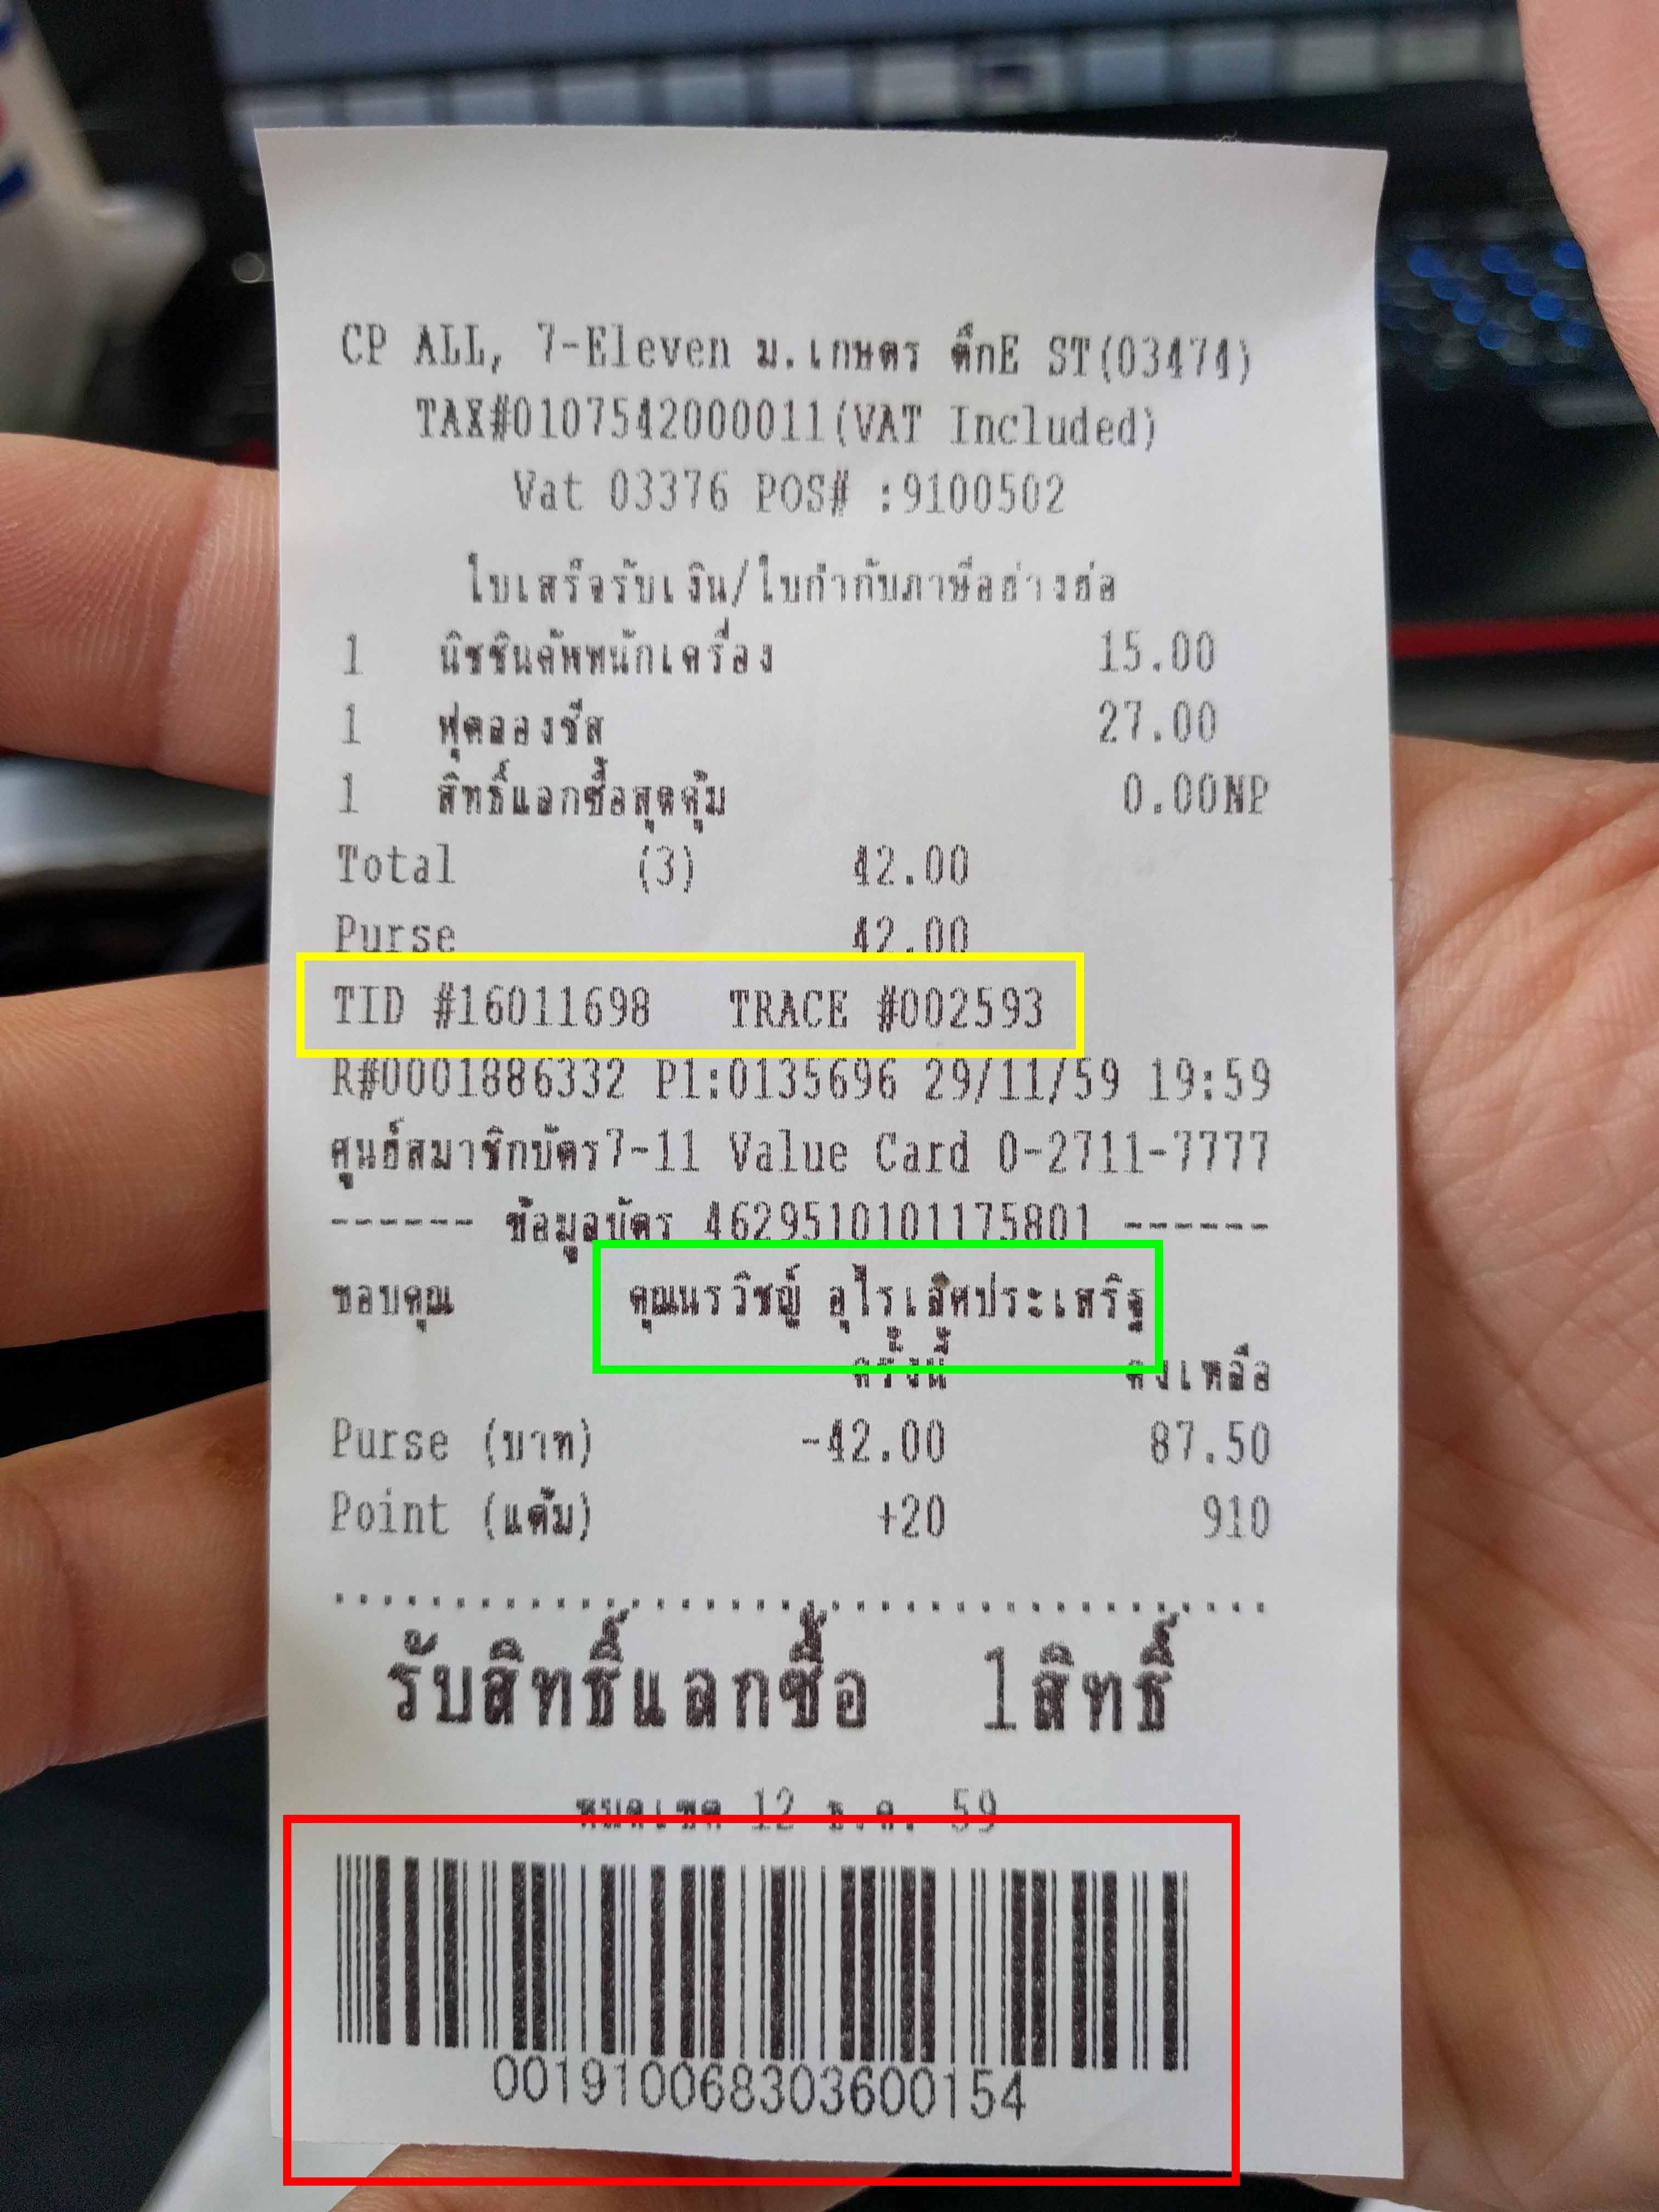 CP ALL, 7-Eleven ม.เกษตร ตึกE ST(03474)
TAX#0107542000011(VAT Included)
Vat 03376 POS# :9100502
ใบเสร็จรับเงิน/ใบกำกับภาษีอย่างย่อ
1 นิชชินคัพหนักเครื่อง 15.00
1 ฟุตลองชีส 27.00
1 สิทธิ์แลกซื้อสุดคุ้ม 0.00NP
Total (3) 42.00
Purse 42.00
TID #16011698 TRACE #002593
R#0001886332 P1:0135696 29/11/59 19:59
ศูนย์สมาชิกบัตร7-11 Value Card 0-2711-7777
------ ข้อมูลบัตร 4629510101175801 ------
ขอบคุณ คุณนรวิชญ์ อุไรเลิศประเสริฐ
ครั้งนี้ คงเหลือ
Purse (บาท) -42.00 87.50
Point (แต้ม) +20 910
รับสิทธิ์แลกซื้อ 1สิทธิ์
หมดเขต 12 ธ.ค. 59
001910068303600154